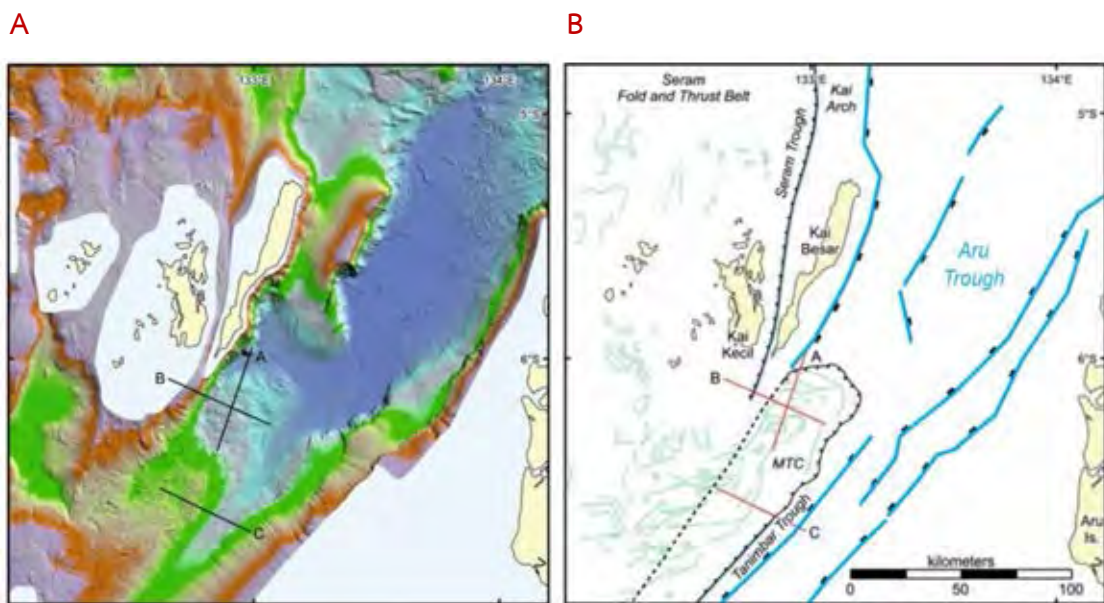 A
B
133°E
134°E
A
B
C
Seram
Fold and Thrust Belt
133°E
Kai
Arch
134°E
5°S
5°S
Seram Trough
Kai
Besar
Aru
Trough
Kai
Kecil
6°S
6°S
A
B
MTC
Tanimbar Trough
C
Aru
Is.
kilometers
0
50
100